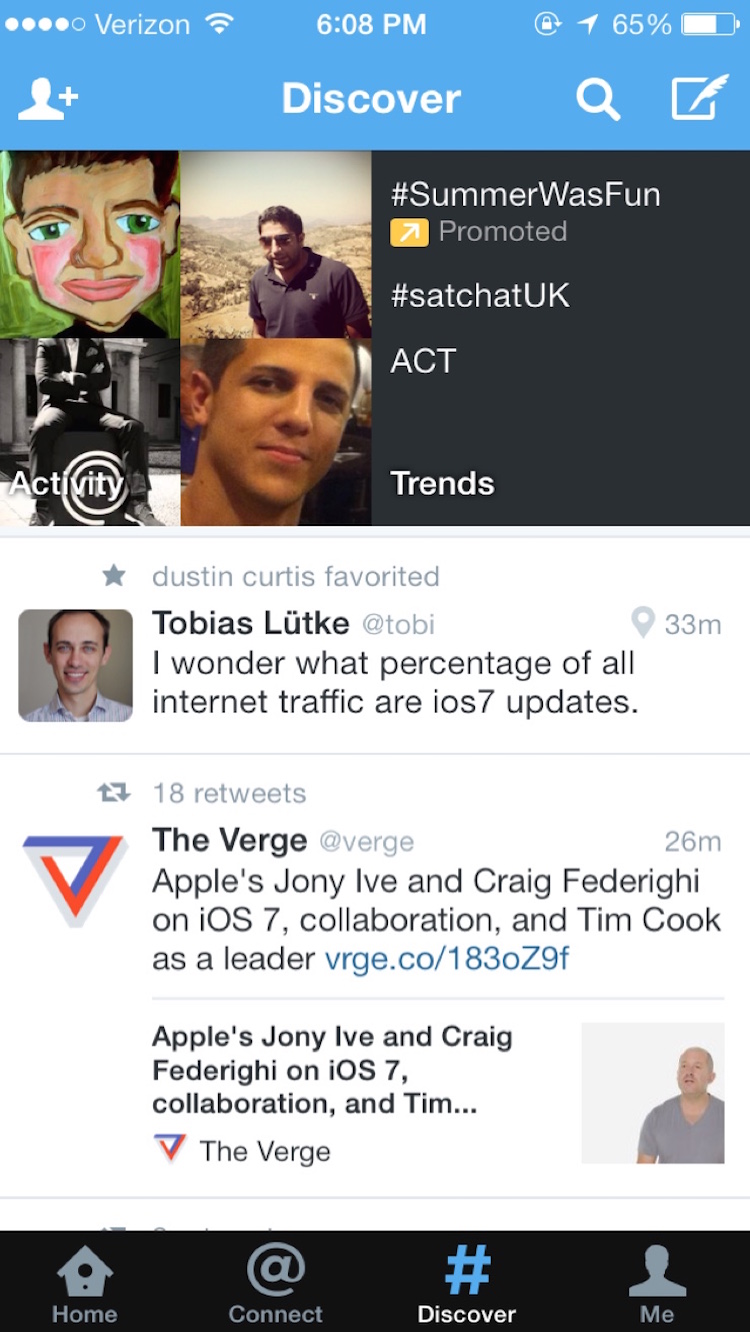 Verizon 6:08 PM 65%
Discover
#SummerWasFun
Promoted
#satchatUK
ACT
Activity
Trends
dustin curtis favorited
Tobias Lütke @tobi 33m
I wonder what percentage of all
internet traffic are ios7 updates.
18 retweets
The Verge @verge 26m
Apple's Jony Ive and Craig Federighi
on iOS 7, collaboration, and Tim Cook
as a leader vrge.co/183oZ9f
Apple's Jony Ive and Craig
Federighi on iOS 7,
collaboration, and Tim...
The Verge
Home Connect Discover Me